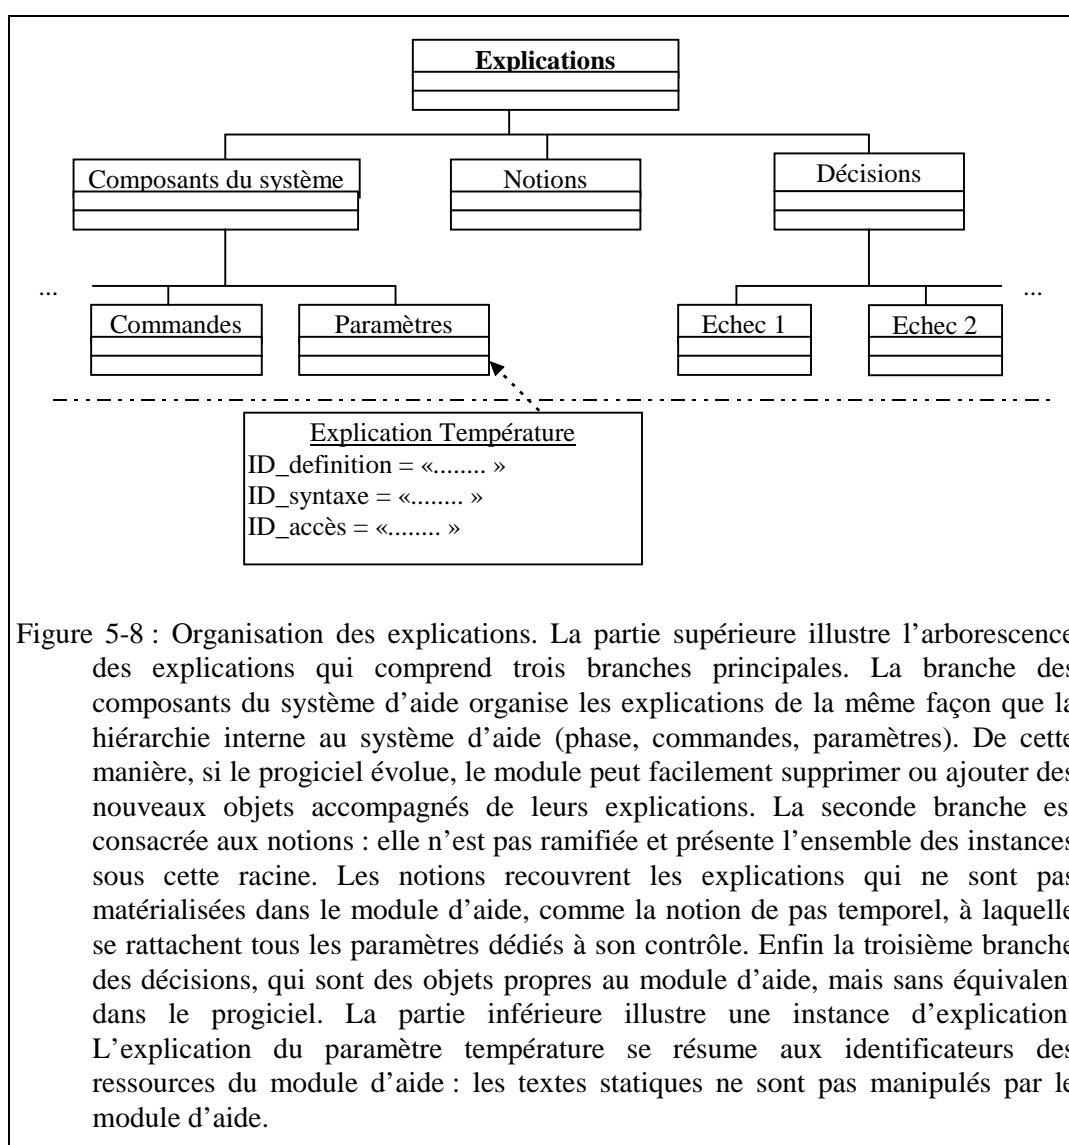 Explications
Composants du système
Notions
Décisions
...
...
Commandes
Paramètres
Echec 1
Echec 2
Explication Température
ID_definition = «........ »
ID_syntaxe = «........ »
ID_accès = «........ »
Figure 5-8 : Organisation des explications. La partie supérieure illustre l’arborescence
des explications qui comprend trois branches principales. La branche des
composants du système d’aide organise les explications de la même façon que la
hiérarchie interne au système d’aide (phase, commandes, paramètres). De cette
manière, si le progiciel évolue, le module peut facilement supprimer ou ajouter des
nouveaux objets accompagnés de leurs explications. La seconde branche est
consacrée aux notions : elle n’est pas ramifiée et présente l’ensemble des instances
sous cette racine. Les notions recouvrent les explications qui ne sont pas
matérialisées dans le module d’aide, comme la notion de pas temporel, à laquelle
se rattachent tous les paramètres dédiés à son contrôle. Enfin la troisième branche
des décisions, qui sont des objets propres au module d’aide, mais sans équivalent
dans le progiciel. La partie inférieure illustre une instance d’explication
L’explication du paramètre température se résume aux identificateurs des
ressources du module d’aide : les textes statiques ne sont pas manipulés par le
module d’aide.